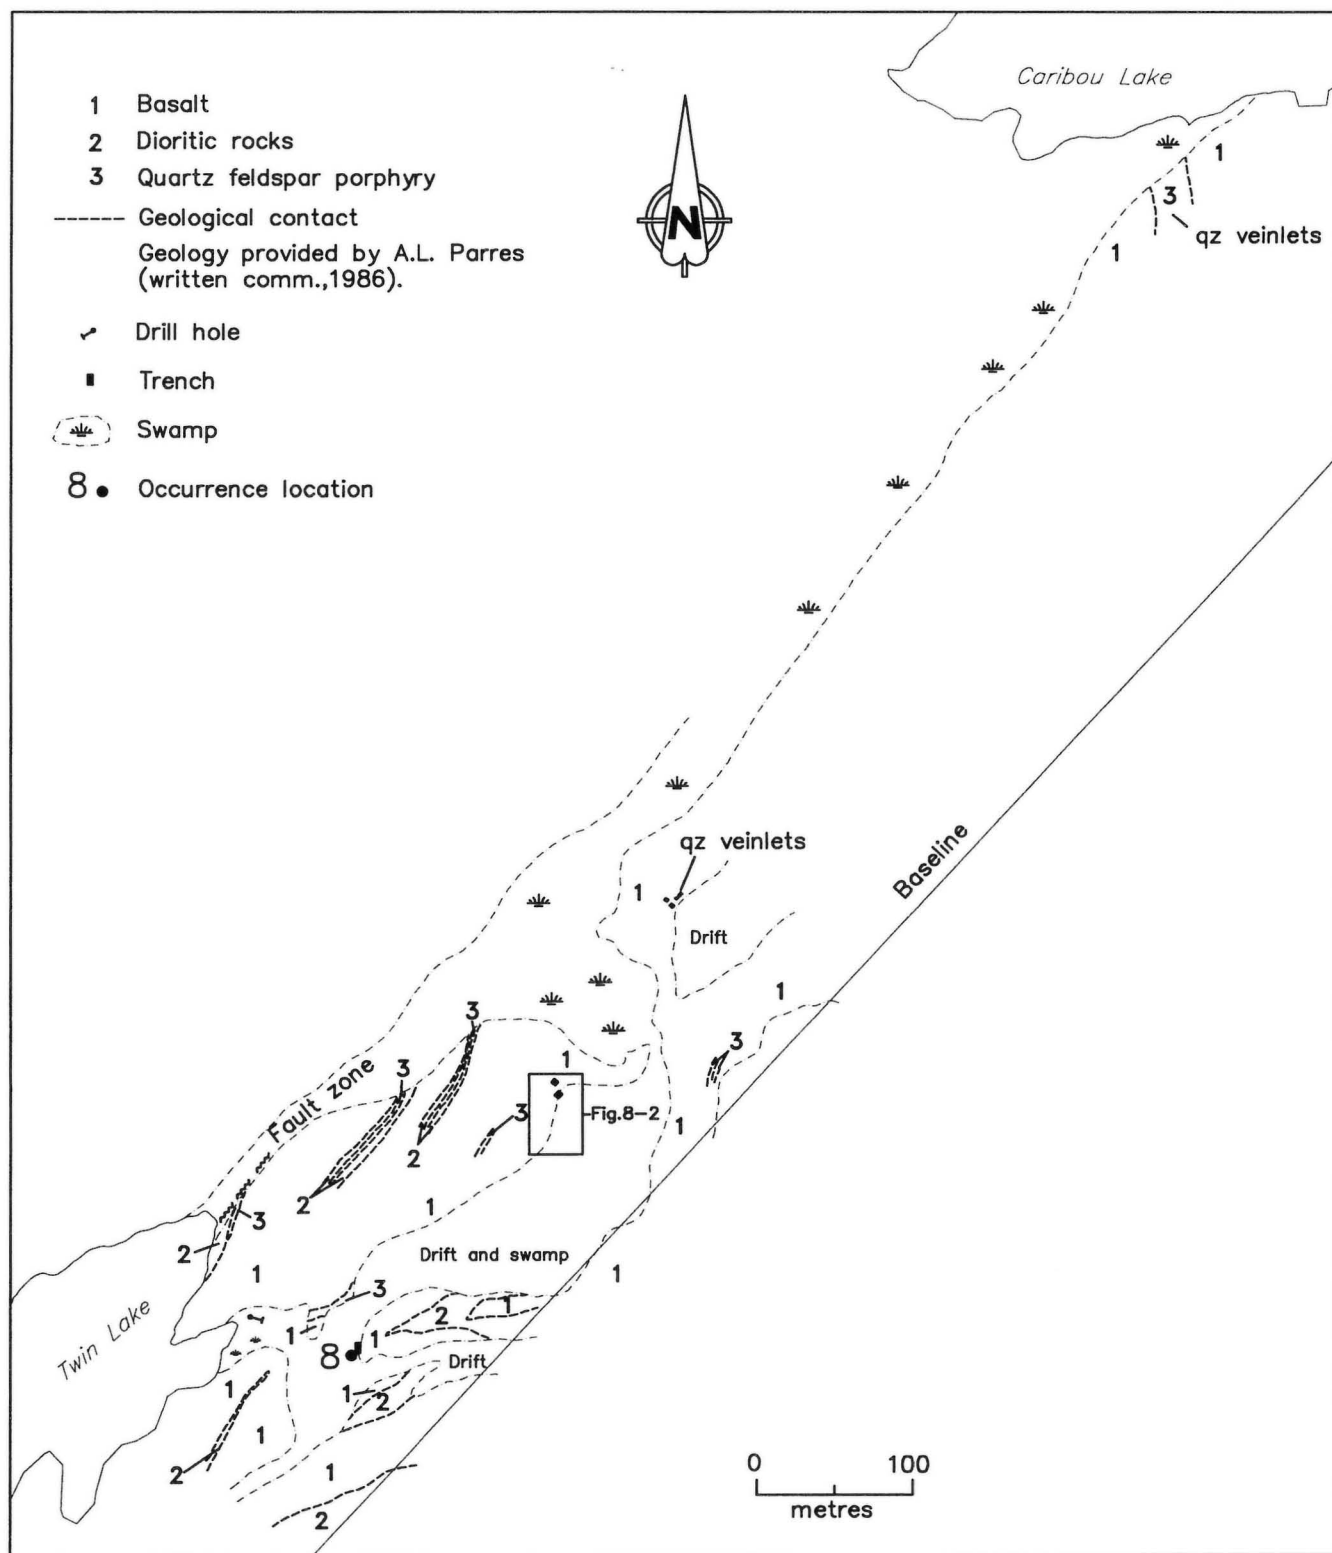 Caribou Lake
1 Basalt
2 Dioritic rocks
3 Quartz feldspar porphyry
Geological contact
Geology provided by A.L. Parres
(written comm.,1986).
Drill hole
Trench
Swamp
8 Occurrence location
N
1
3
qz veinlets
1
qz veinlets
Baseline
1
Drift
1
3
3
1
3
Fault zone
3
Fig.8-2
1
2
2
1
3
2
Drift and swamp
1
1
3
2
1
Twin Lake
1
8
1
Drift
1
1
2
1
2
1
2
0 100
metres